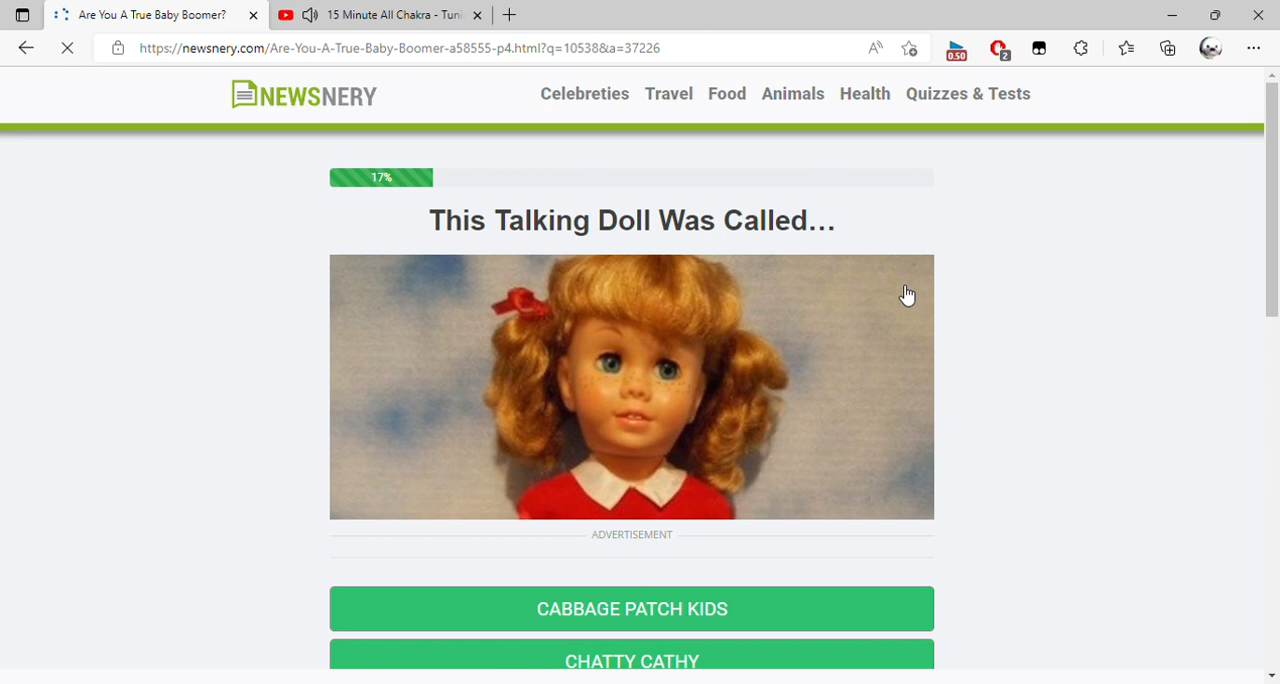 Are You A True Baby Boomer?
15 Minute All Chakra - Tuni
https://newsnery.com/Are-You-A-True-Baby-Boomer-a58555-p4.html?q=10538&a=37226
0.50
2
NEWSNERY
Celebreties Travel Food Animals Health Quizzes & Tests
17%
This Talking Doll Was Called...
ADVERTISEMENT
CABBAGE PATCH KIDS
CHATTY CATHY